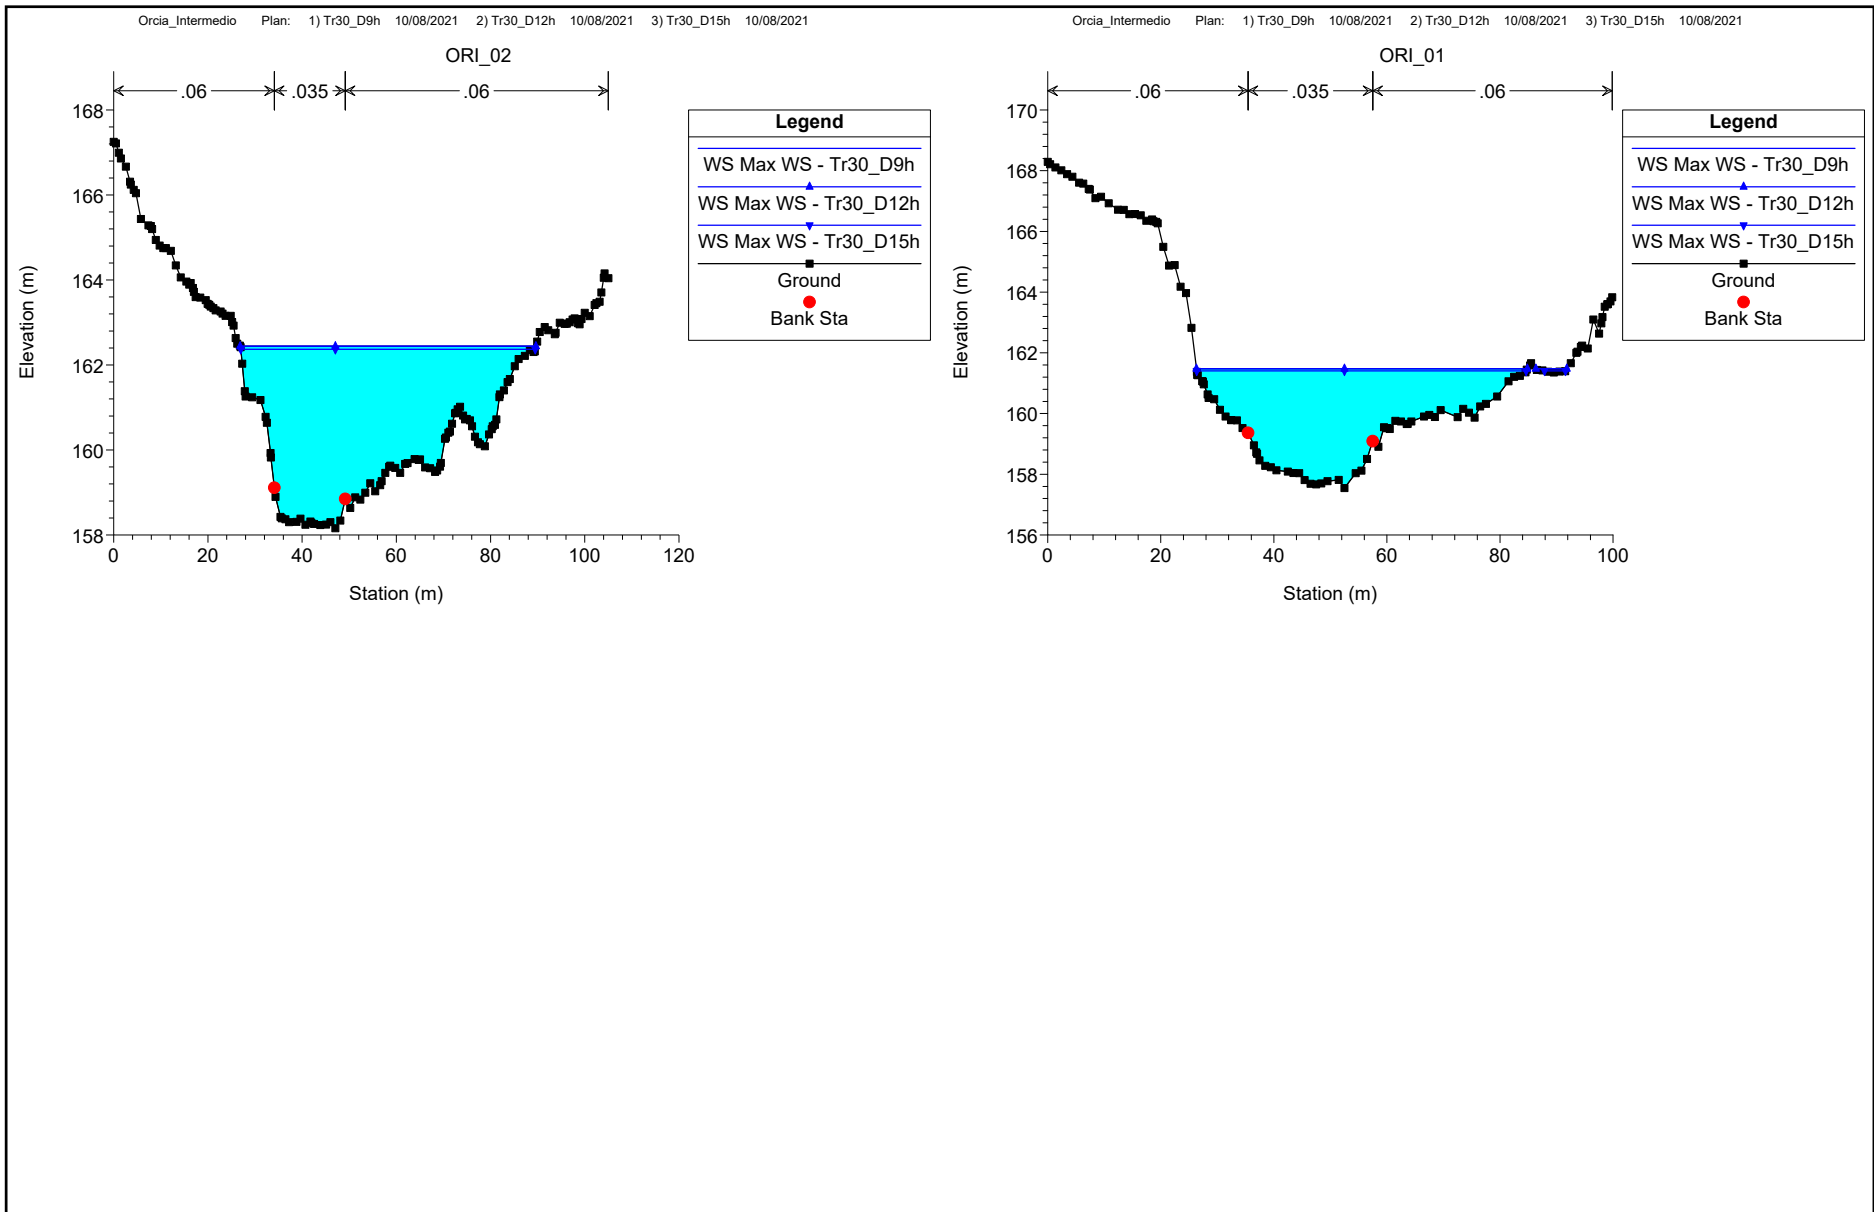 Orcia_Intermedio Plan: 1) Tr30_D9h 10/08/2021 2) Tr30_D12h 10/08/2021 3) Tr30_D15h 10/08/2021
ORI_02
.06 .035 .06
168
166
164
162
160
158
0 20 40 60 80 100 120
Station (m)
Elevation (m)
Legend
WS Max WS - Tr30_D9h
WS Max WS - Tr30_D12h
WS Max WS - Tr30_D15h
Ground
Bank Sta
Orcia_Intermedio Plan: 1) Tr30_D9h 10/08/2021 2) Tr30_D12h 10/08/2021 3) Tr30_D15h 10/08/2021
ORI_01
.06 .035 .06
170
168
166
164
162
160
158
156
0 20 40 60 80 100
Station (m)
Elevation (m)
Legend
WS Max WS - Tr30_D9h
WS Max WS - Tr30_D12h
WS Max WS - Tr30_D15h
Ground
Bank Sta